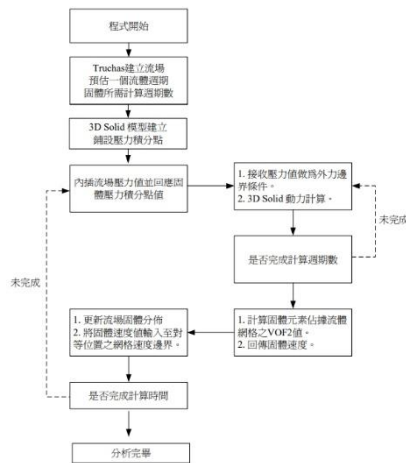 程式開始
Truchas建立流場
預估一個流體週期
固體所需計算週期數
3D Solid 模型建立
鋪設壓力積分點
內插流場壓力值並回應固
體壓力積分點值
1. 接收壓力值做為外力邊
界條件。
2. 3D Solid 動力計算。
未完成
是否完成計算週期數
未完成
1. 計算固體元素佔據流體
網格之VOF2值。
2. 回傳固體速度。
1. 更新流場固體分佈
2. 將固體速度值輸入至對
等位置之網格速度邊界。
是否完成計算時間
分析完畢